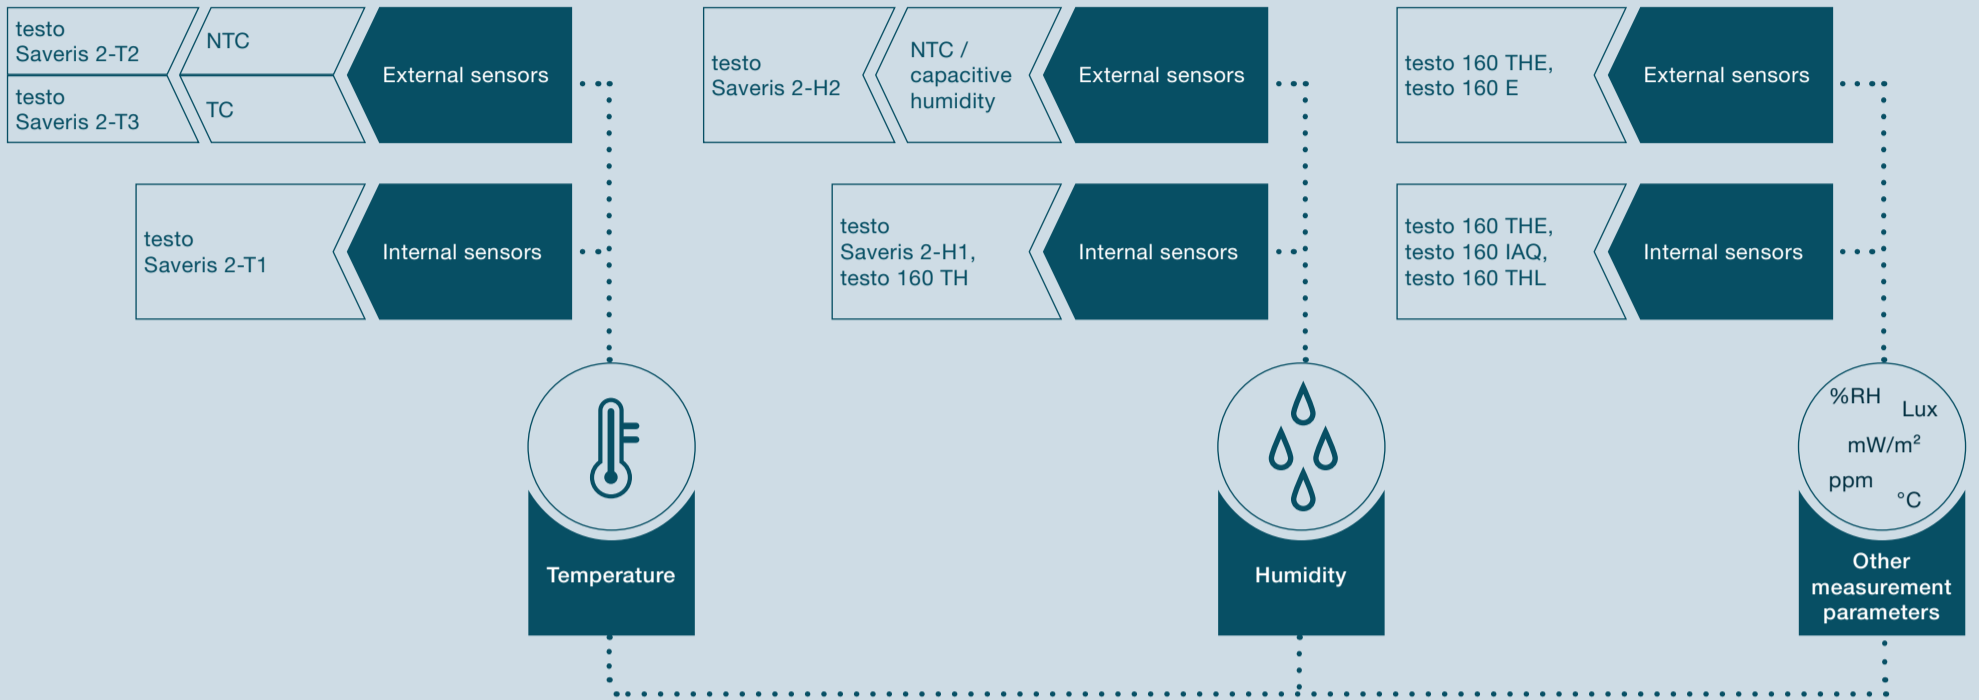 testo
Saveris 2-T2
NTC
testo
Saveris 2-T3
TC
External sensors
testo
Saveris 2-T1
Internal sensors
Temperature
testo
Saveris 2-H2
NTC /
capacitive
humidity
External sensors
testo
Saveris 2-H1,
testo 160 TH
Internal sensors
Humidity
testo 160 THE,
testo 160 E
External sensors
testo 160 THE,
testo 160 IAQ,
testo 160 THL
Internal sensors
%RH
Lux
mW/m²
ppm
°C
Other
measurement
parameters